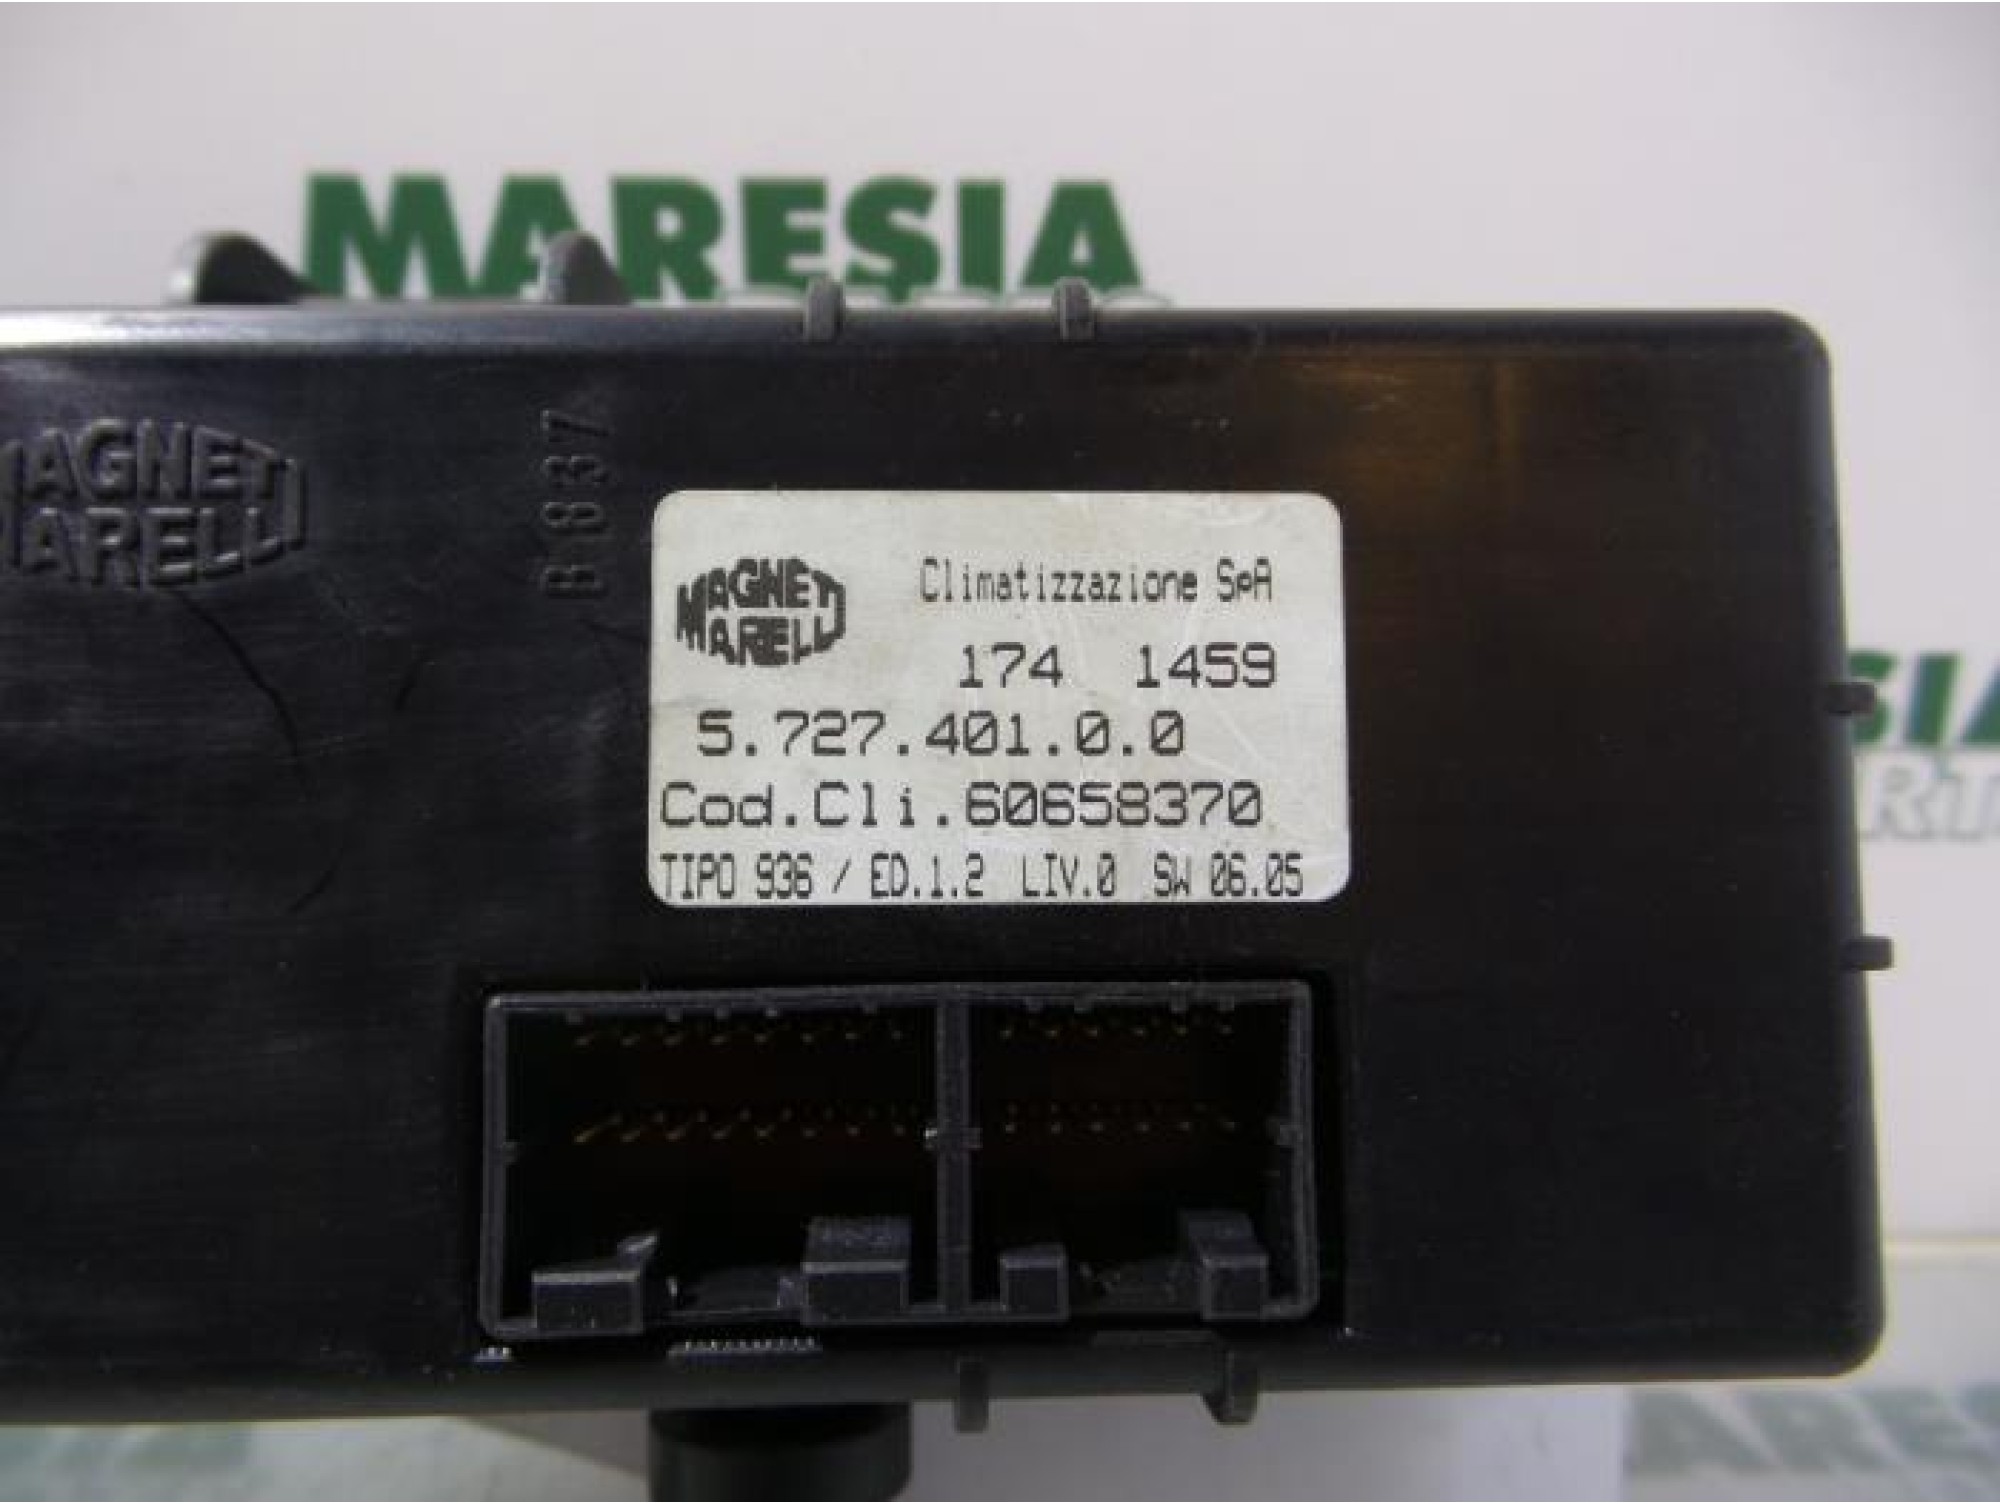 MARESIA
MAGNETI
MARELLI
B 837
MAGNETI
MARELLI
Climatizzazione SpA
174 1459
5.727.401.0.0
Cod.Cli.60658370
TIPO 936 / ED.1.2 LIV.0 SW 06.05